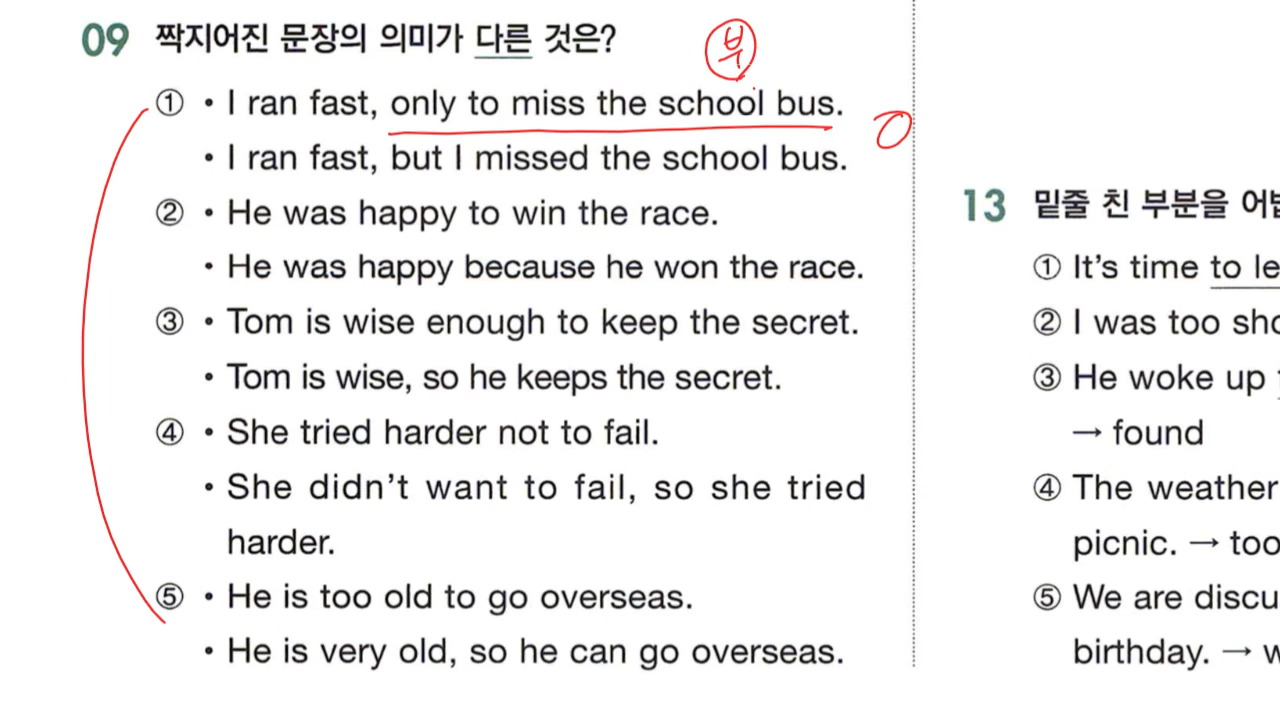 09 짝지어진 문장의 의미가 다른 것은?
부
① • I ran fast, only to miss the school bus.
• I ran fast, but I missed the school bus.
② • He was happy to win the race.
• He was happy because he won the race.
③ • Tom is wise enough to keep the secret.
• Tom is wise, so he keeps the secret.
④ • She tried harder not to fail.
• She didn't want to fail, so she tried
harder.
⑤ • He is too old to go overseas.
• He is very old, so he can go overseas.
13 밑줄 친 부분을
① It's time to
② I was too
③ He woke up
→ found
④ The weather
picnic. → too
⑤ We are
birthday. →